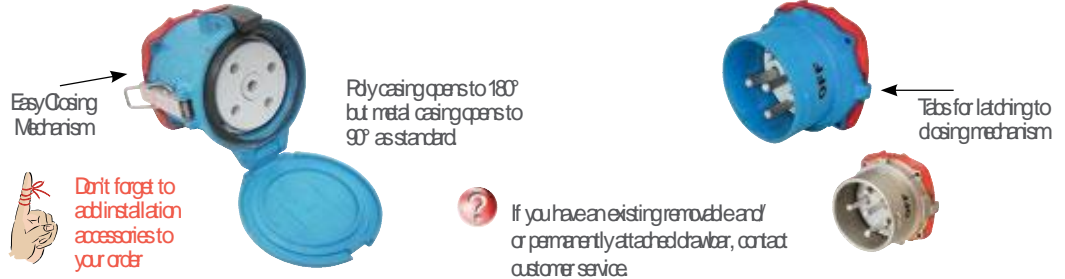 Easy Closing
Mechanism
Poly casing opens to 180°
but metal casing opens to
90° as standard.
Tabs for latching to
closing mechanism
Don't forget to
add installation
accessories to
your order
?
If you have an existing removable and/
or permanently attached drawbar, contact
customer service.